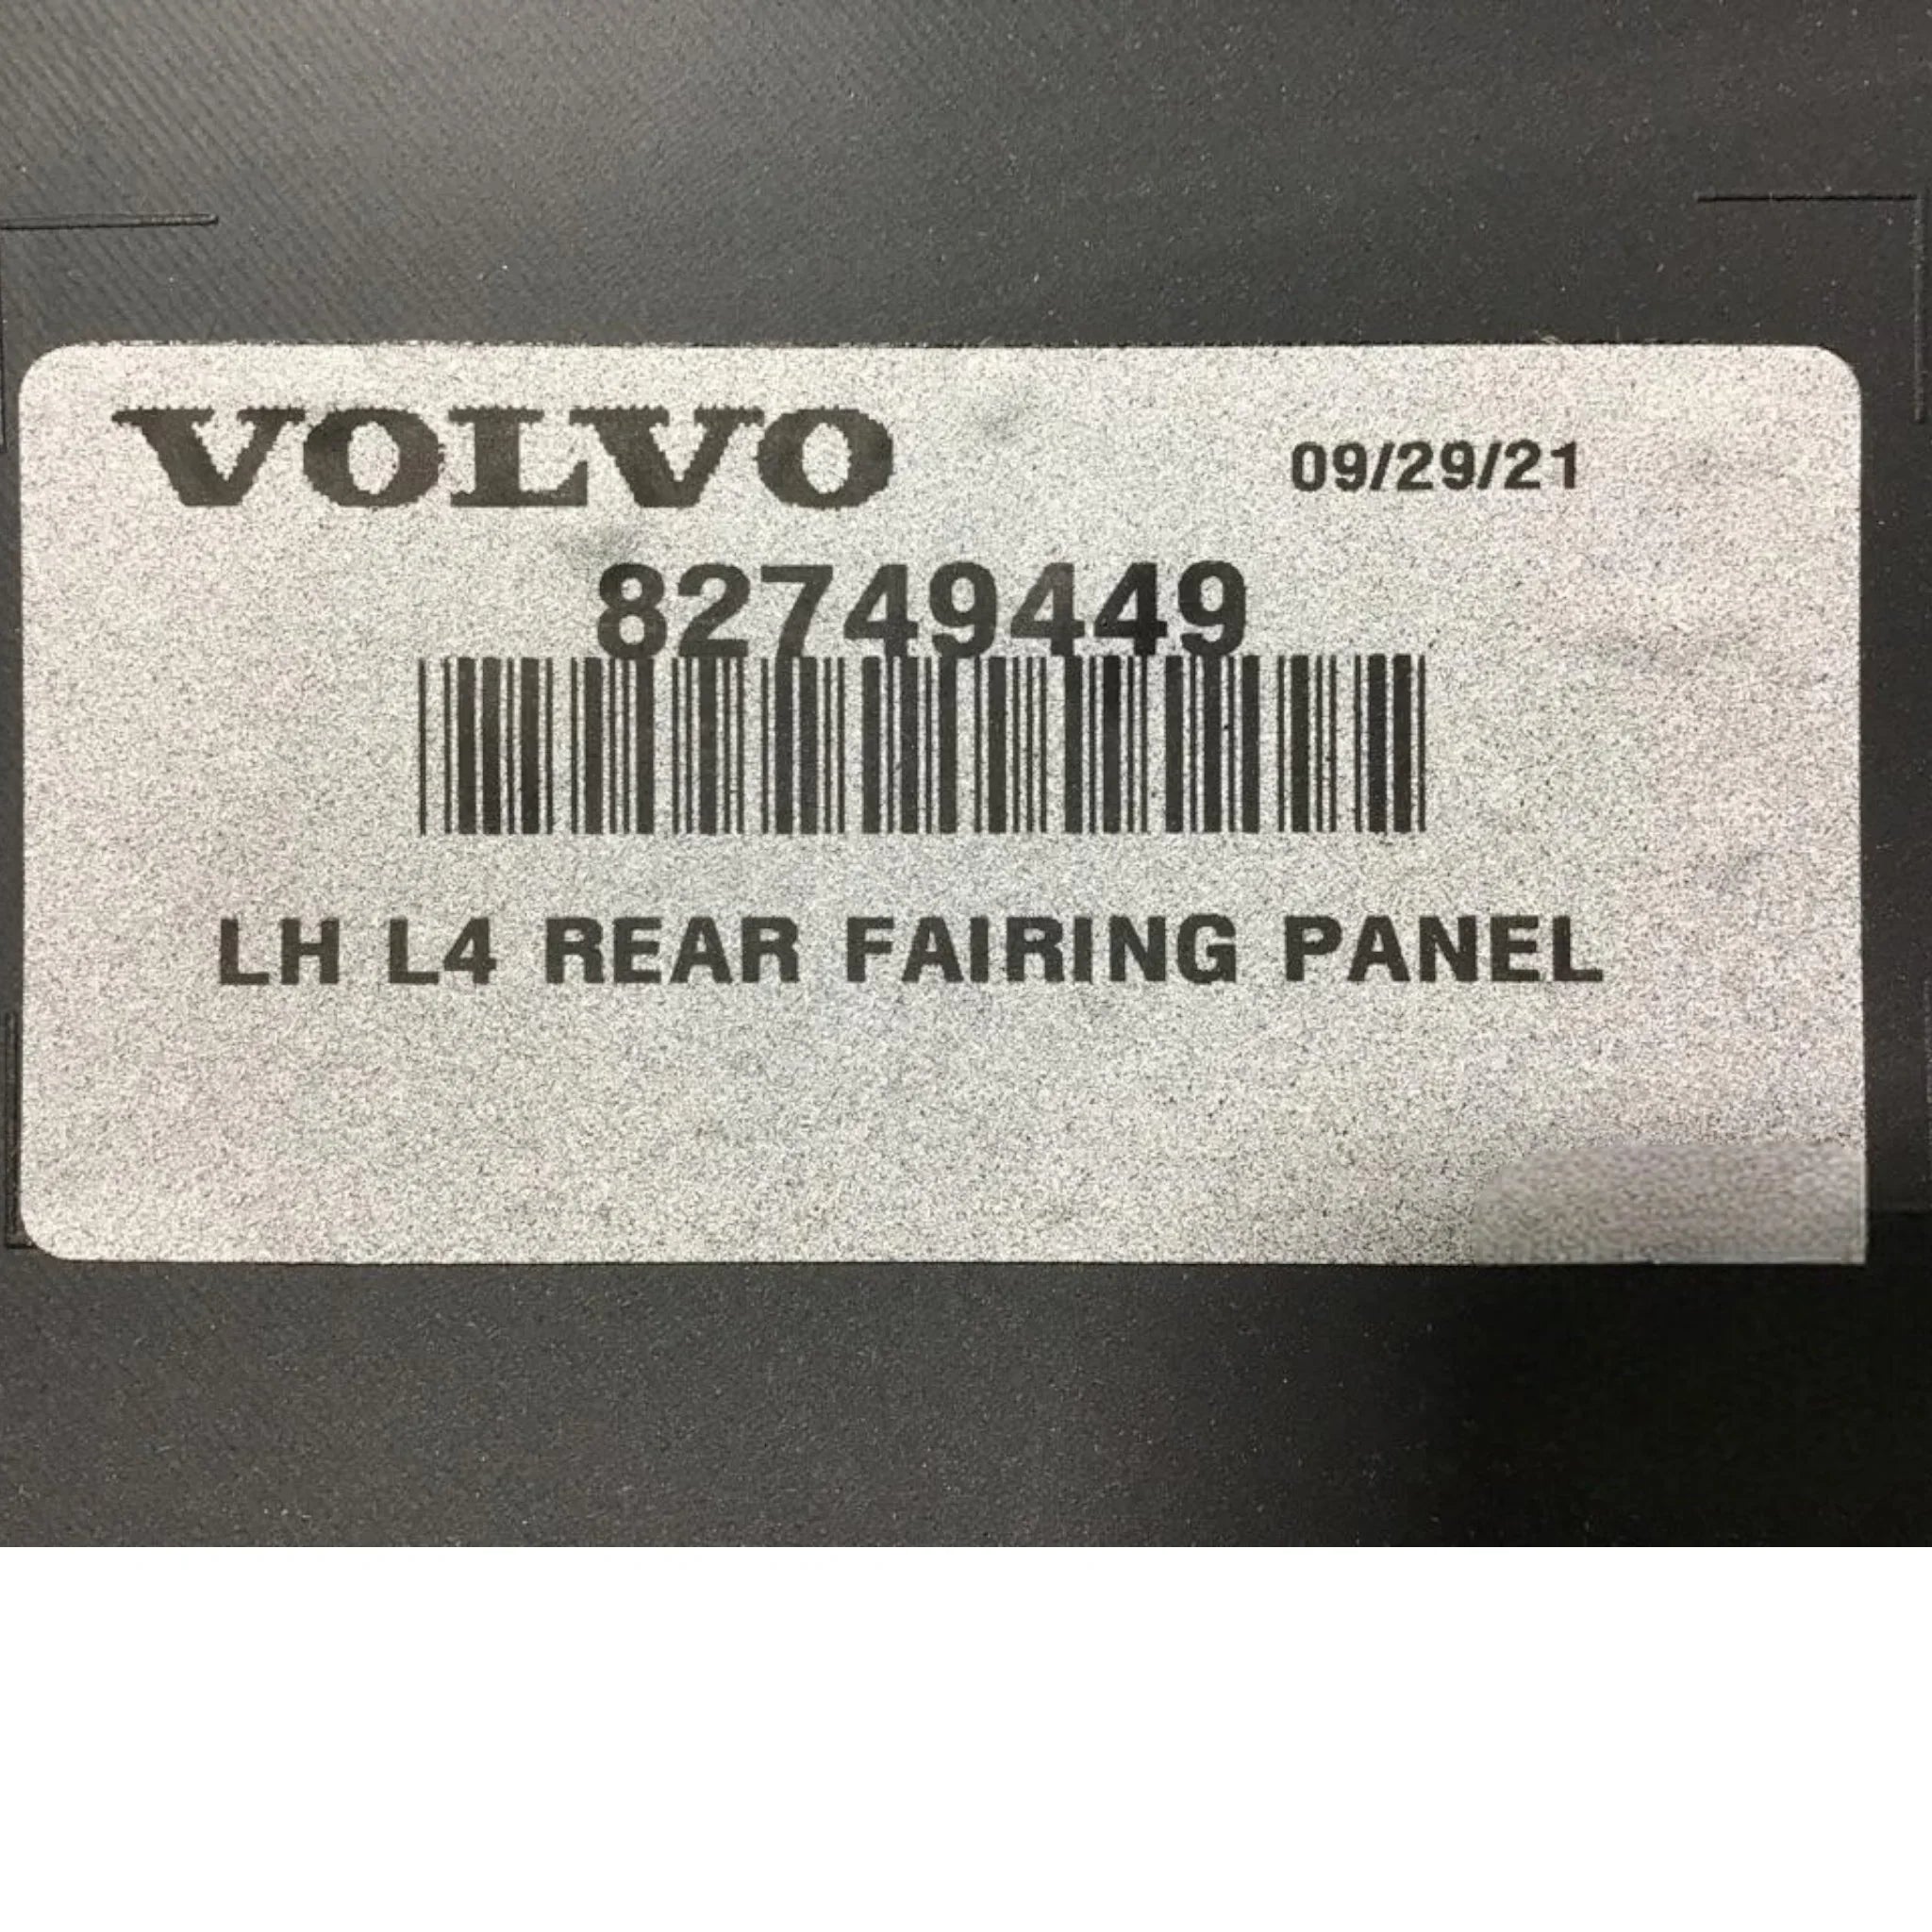 VOLVO 09/29/21
82749449
LH L4 REAR FAIRING PANEL